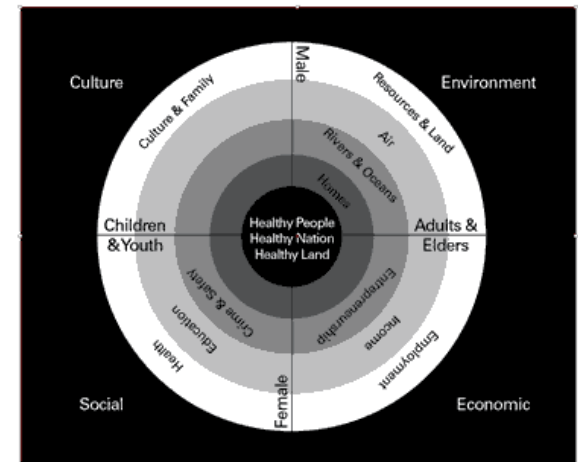 Culture
Environment
Male
Culture & Family
Resources & Land
Air
Rivers & Oceans
Homes
Children
& Youth
Healthy People
Healthy Nation
Healthy Land
Adults &
Elders
Crime & Safety
Education
Health
Entrepreneurship
Income
Employment
Female
Social
Economic